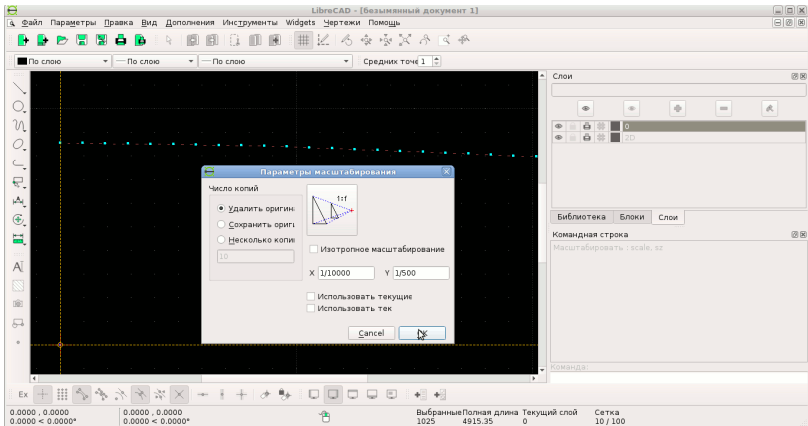 LibreCAD - [безымянный документ 1]
Файл Параметры Правка Вид Дополнения Инструменты Widgets Чертежи Помощь
По слою По слою По слою Средних точе 1
Слои
0
2D
Параметры масштабирования
Число копий
1:f
Удалить оригин
Сохранить ориг
Несколько копи
10
Изотропное масштабирование
X 1/10000 Y 1/500
Использовать текущие
Использовать тек
Cancel OK
Библиотека Блоки Слои
Командная строка
Масштабировать : scale, sz
Команда:
Ex
0.0000 , 0.0000 0.0000 , 0.0000 Выбранные Полная длина Текущий слой Сетка
0.0000 < 0.0000° 0.0000 < 0.0000° 1025 4915.35 0 10 / 100